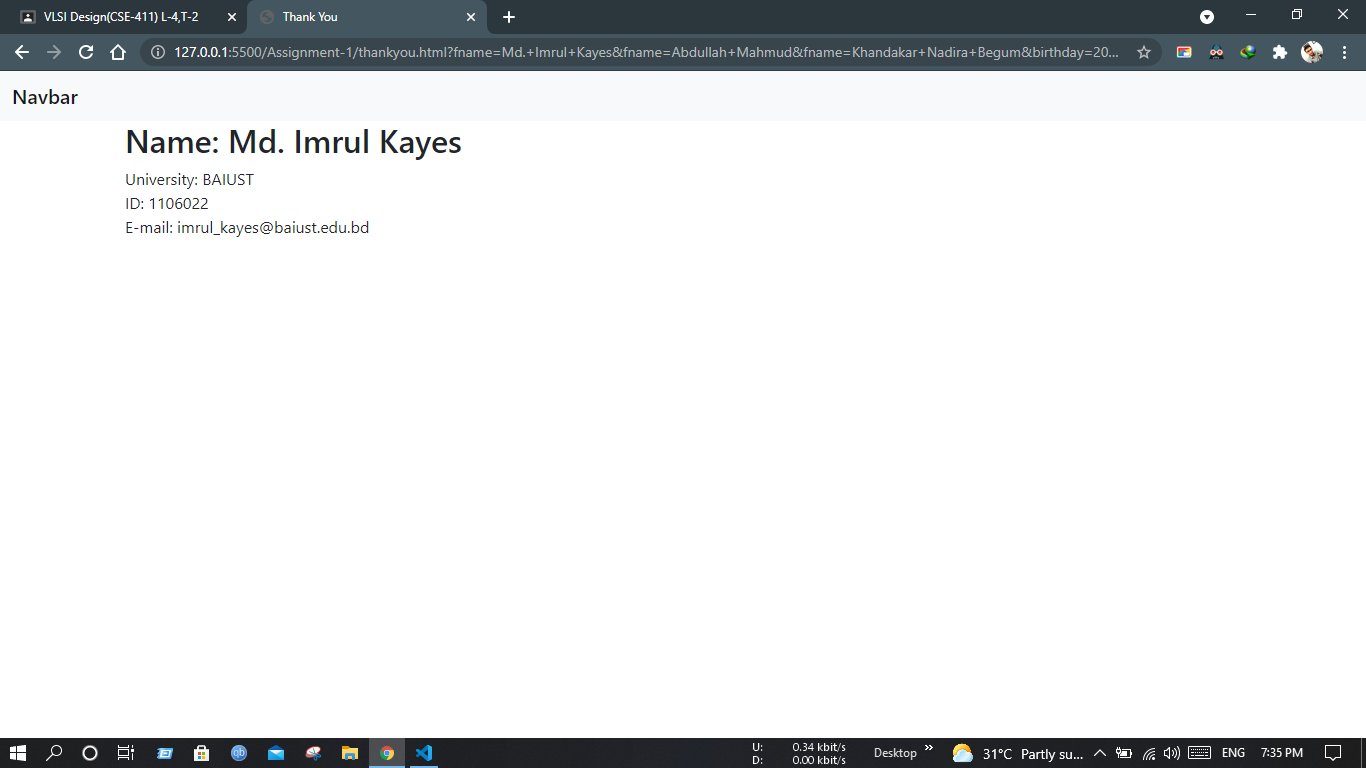 VLSI Design(CSE-411) L-4,T-2
Thank You
127.0.0.1:5500/Assignment-1/thankyou.html?fname=Md.+Imrul+Kayes&fname=Abdullah+Mahmud&fname=Khandakar+Nadira+Begum&birthday=20...
Navbar
Name: Md. Imrul Kayes
University: BAIUST
ID: 1106022
E-mail: imrul_kayes@baiust.edu.bd
U: 0.34 kbit/s
D: 0.00 kbit/s
Desktop
31°C Partly su...
ENG
7:35 PM